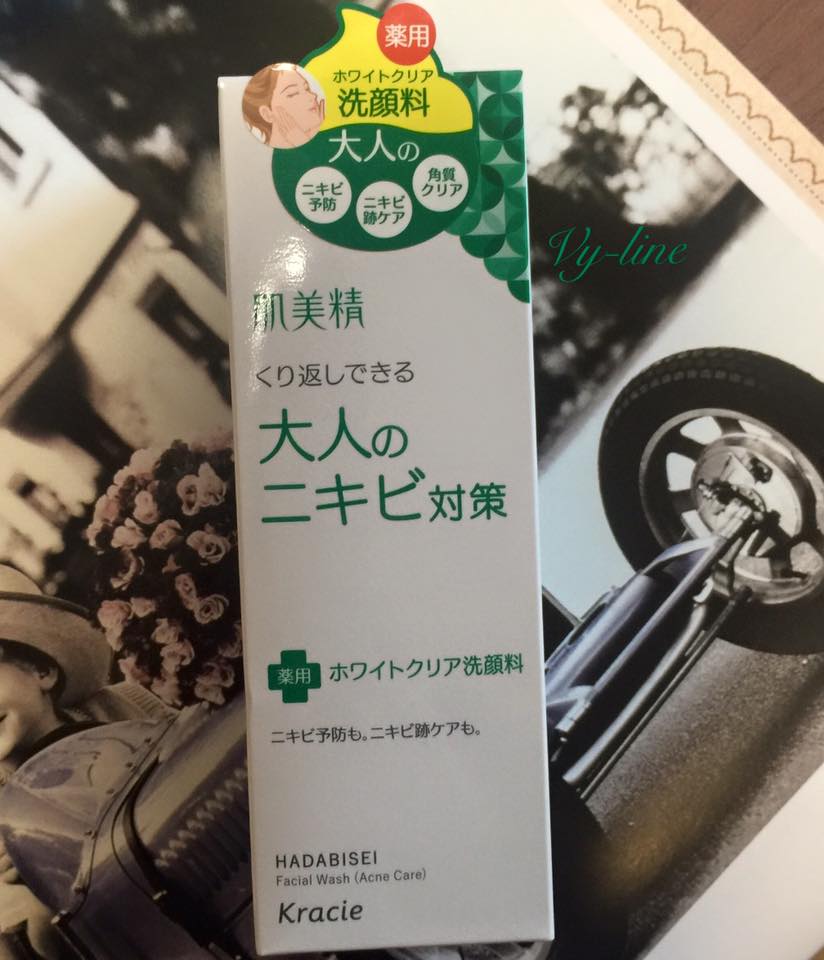 薬用
ホワイトクリア
洗顔料
大人の
ニキビ
予防
ニキビ
跡ケア
角質
クリア
Vy-line
肌美精
くり返しできる
大人の
ニキビ対策
薬用 ホワイトクリア洗顔料
ニキビ予防も。ニキビ跡ケアも。
HADABISEI
Facial Wash (Acne Care)
Kracie